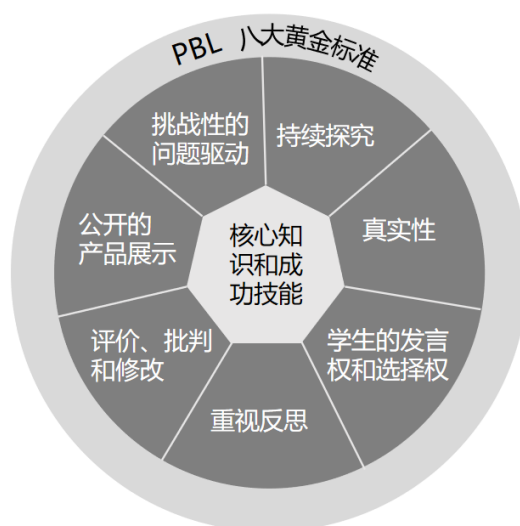 PBL 八大黄金标准
挑战性的
问题驱动
持续探究
真实性
学生的发言
权和选择权
重视反思
评价、批判
和修改
公开的
产品展示
核心知
识和成
功技能